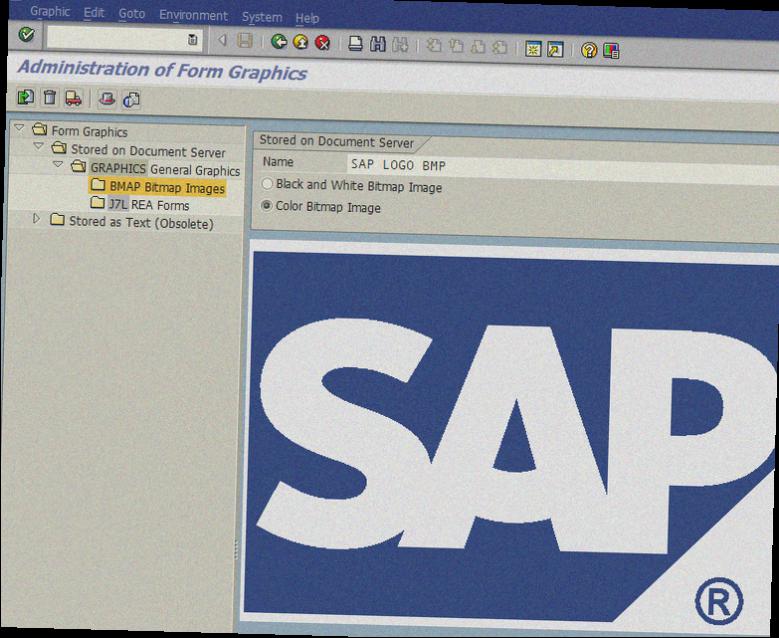 Graphic Edit Goto Environment System Help
Administration of Form Graphics
Form Graphics
Stored on Document Server
GRAPHICS General Graphics
BMAP Bitmap Images
J7L REA Forms
Stored as Text (Obsolete)
Stored on Document Server
Name SAP LOGO BMP
Black and White Bitmap Image
Color Bitmap Image
SAP
®